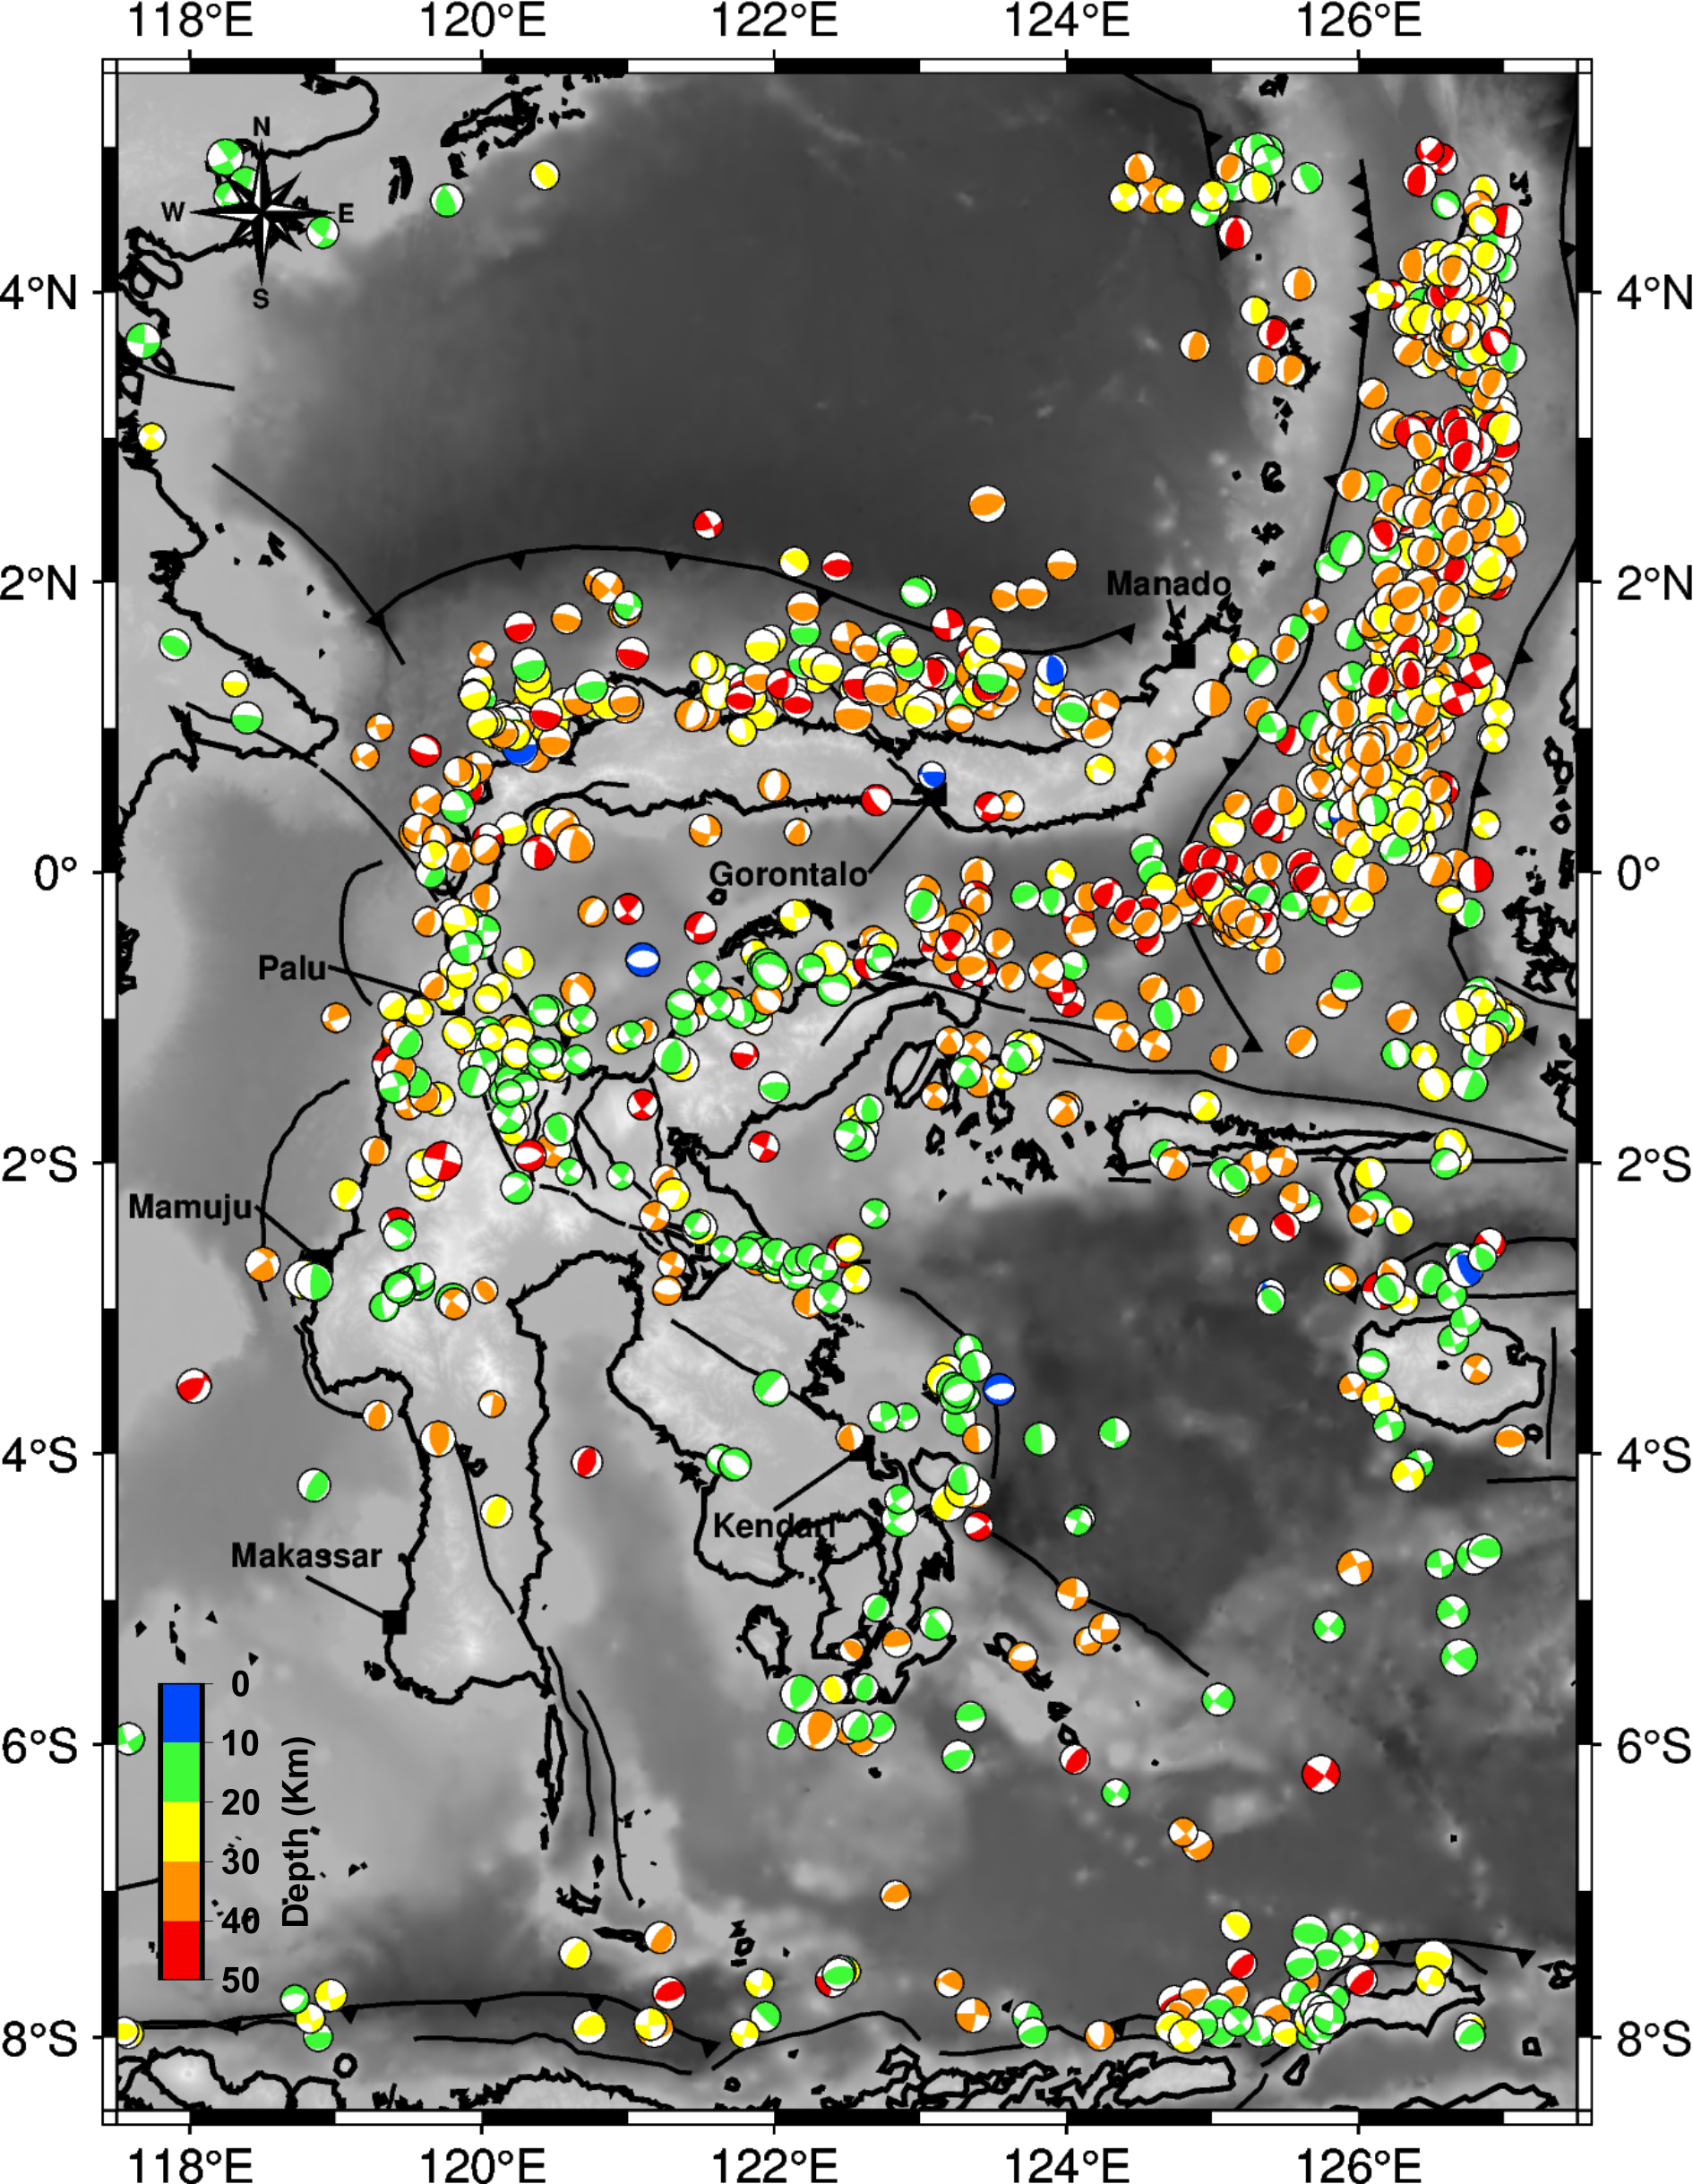 118°E 120°E 122°E 124°E 126°E
N
W E
S
4°N 4°N
Manado
2°N 2°N
Gorontalo
0° 0°
Palu
2°S 2°S
Mamuju
4°S 4°S
Kendari
Makassar
0
10
6°S 6°S
20
30
40
50
Depth (Km)
8°S 8°S
118°E 120°E 122°E 124°E 126°E